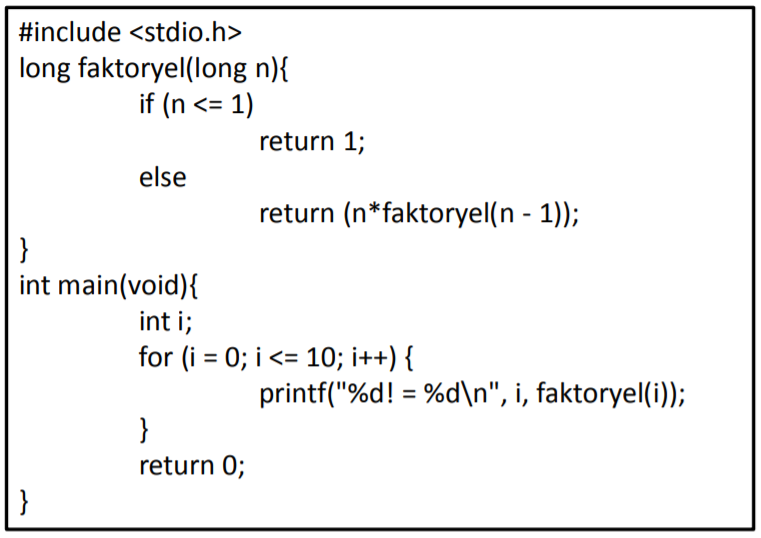 #include <stdio.h>
long faktoryel(long n){
if (n <= 1)
return 1;
else
return (n*faktoryel(n - 1));
}
int main(void){
int i;
for (i = 0; i <= 10; i++) {
printf("%d! = %d\n", i, faktoryel(i));
}
return 0;
}